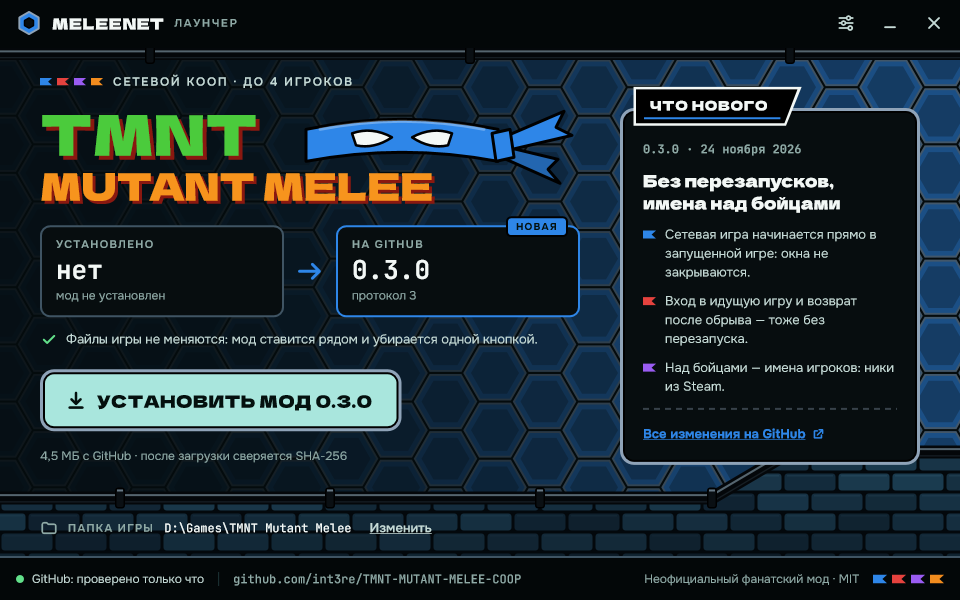 MELEENET ЛАУНЧЕР
СЕТЕВОЙ КООП · ДО 4 ИГРОКОВ
TMNT
MUTANT MELEE
УСТАНОВЛЕНО
нет
мод не установлен
НОВАЯ
НА GITHUB
0.3.0
протокол 3
Файлы игры не меняются: мод ставится рядом и убирается одной кнопкой.
УСТАНОВИТЬ МОД 0.3.0
4,5 МБ с GitHub · после загрузки сверяется SHA-256
ЧТО НОВОГО
0.3.0 · 24 ноября 2026
Без перезапусков,
имена над бойцами
Сетевая игра начинается прямо в
запущенной игре: окна не
закрываются.
Вход в идущую игру и возврат
после обрыва — тоже без
перезапуска.
Над бойцами — имена игроков: ники
из Steam.
Все изменения на GitHub
ПАПКА ИГРЫ D:\Games\TMNT Mutant Melee Изменить
GitHub: проверено только что github.com/int3re/TMNT-MUTANT-MELEE-COOP Неофициальный фанатский мод · MIT